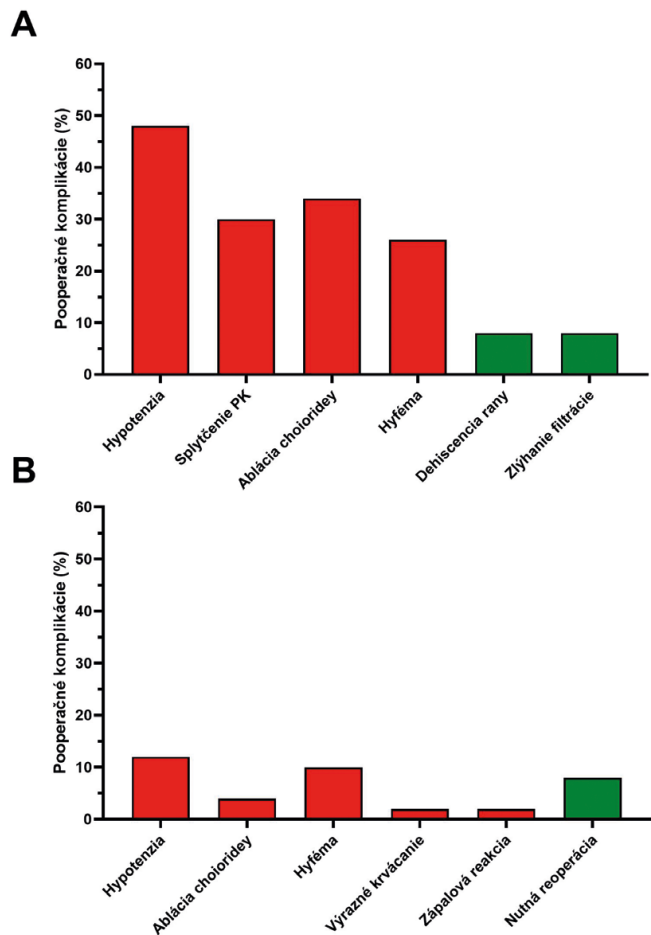 A
Pooperačné komplikácie (%)
60
50
40
30
20
10
0
Hypotenzia
Splytčenie PK
Ablácia choioridey
Hyféma
Dehiscencia rany
Zlýhanie filtrácie
B
Pooperačné komplikácie (%)
60
50
40
30
20
10
0
Hypotenzia
Ablácia choioridey
Hyféma
Výrazné krvácanie
Zápalová reakcia
Nutná reoperácia